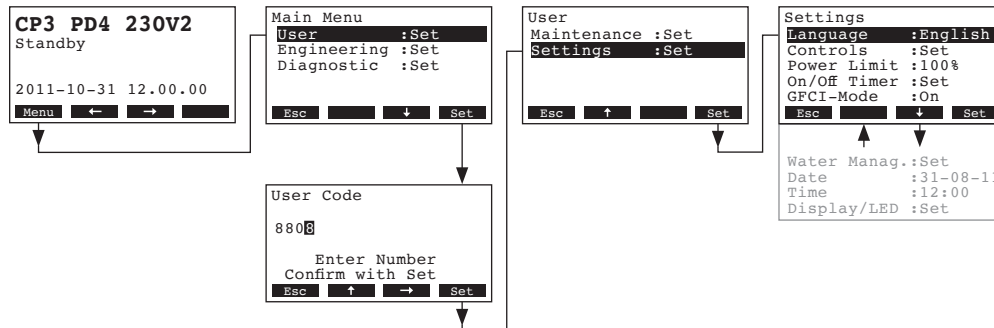 CP3 PD4 230V2
Standby
2011-10-31 12.00.00
Menu ← →
Main Menu
User :Set
Engineering :Set
Diagnostic :Set
Esc ↓ Set
User Code
8808
Enter Number
Confirm with Set
Esc ↑ → Set
User
Maintenance :Set
Settings :Set
Esc ↑ Set
Settings
Language :English
Controls :Set
Power Limit :100%
On/Off Timer :Set
GFCI-Mode :On
Esc ↓ Set
Water Manag.:Set
Date :31-08-11
Time :12:00
Display/LED :Set